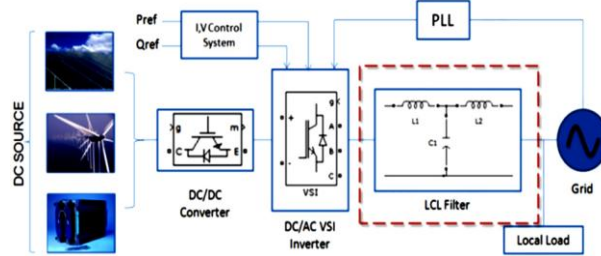 Pref
Qref
I,V Control
System
PLL
DC SOURCE
g
m
C
E
DC/DC
Converter
+
-
g
A
B
C
VSI
DC/AC VSI
Inverter
L1
L2
C1
LCL Filter
Grid
Local Load